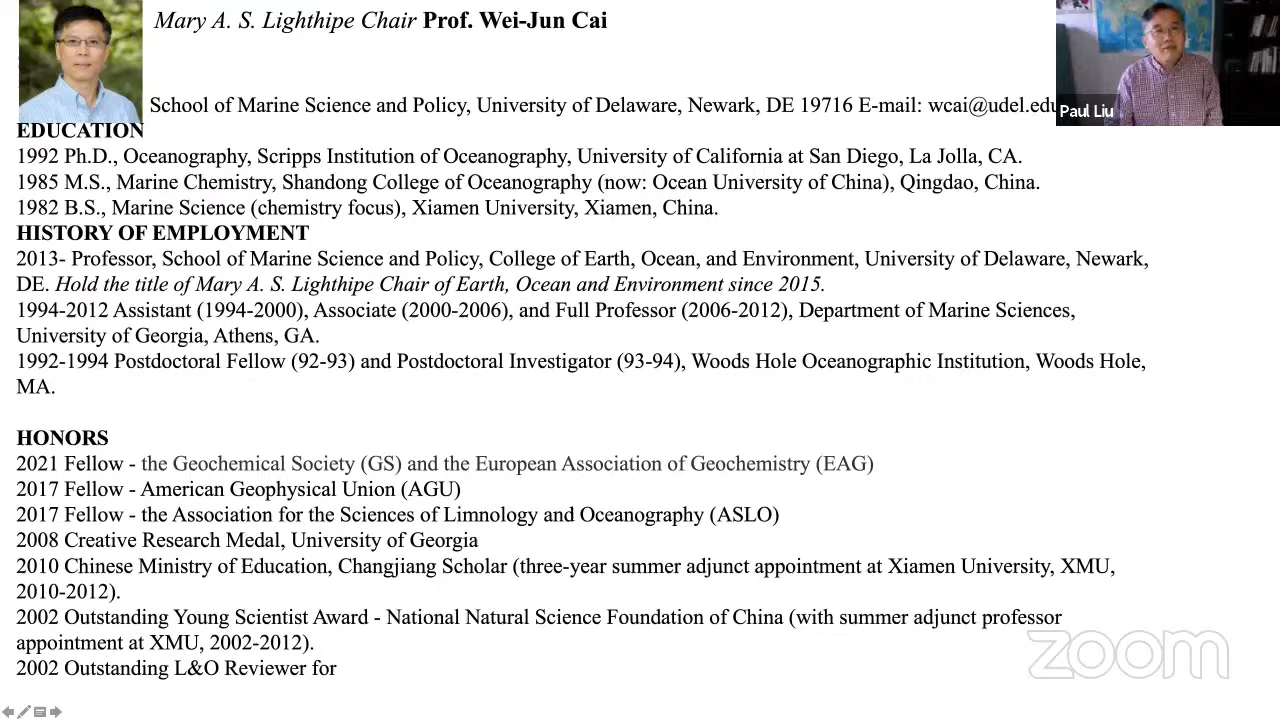 Mary A. S. Lighthipe Chair Prof. Wei-Jun Cai
School of Marine Science and Policy, University of Delaware, Newark, DE 19716 E-mail: wcai@udel.edu
Paul Liu
EDUCATION
1992 Ph.D., Oceanography, Scripps Institution of Oceanography, University of California at San Diego, La Jolla, CA.
1985 M.S., Marine Chemistry, Shandong College of Oceanography (now: Ocean University of China), Qingdao, China.
1982 B.S., Marine Science (chemistry focus), Xiamen University, Xiamen, China.
HISTORY OF EMPLOYMENT
2013- Professor, School of Marine Science and Policy, College of Earth, Ocean, and Environment, University of Delaware, Newark,
DE. Hold the title of Mary A. S. Lighthipe Chair of Earth, Ocean and Environment since 2015.
1994-2012 Assistant (1994-2000), Associate (2000-2006), and Full Professor (2006-2012), Department of Marine Sciences,
University of Georgia, Athens, GA.
1992-1994 Postdoctoral Fellow (92-93) and Postdoctoral Investigator (93-94), Woods Hole Oceanographic Institution, Woods Hole,
MA.
HONORS
2021 Fellow - the Geochemical Society (GS) and the European Association of Geochemistry (EAG)
2017 Fellow - American Geophysical Union (AGU)
2017 Fellow - the Association for the Sciences of Limnology and Oceanography (ASLO)
2008 Creative Research Medal, University of Georgia
2010 Chinese Ministry of Education, Changjiang Scholar (three-year summer adjunct appointment at Xiamen University, XMU,
2010-2012).
2002 Outstanding Young Scientist Award - National Natural Science Foundation of China (with summer adjunct professor
appointment at XMU, 2002-2012).
2002 Outstanding L&O Reviewer for
zoom